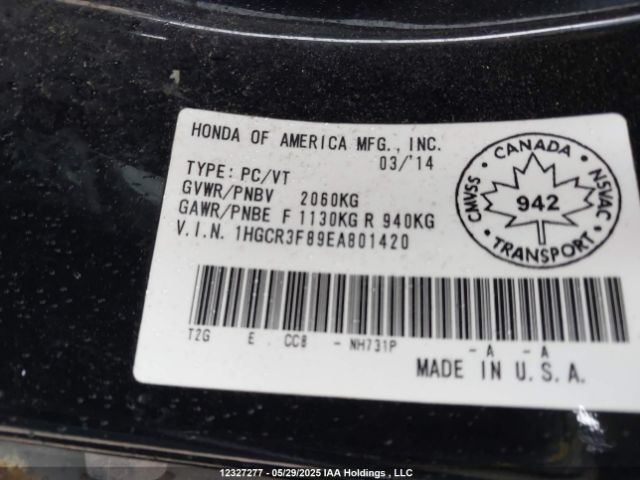 HONDA OF AMERICA MFG., INC.
03/'14
TYPE: PC/VT
GVWR/PNBV 2060KG
GAWR/PNBE F 1130KG R 940KG
V.I.N. 1HGCR3F89EA801420
CANADA
CMVSS 942 NSVAC
TRANSPORT
T2G E . CC8 - NH731P - A - A
MADE IN U.S.A.
12327277 - 05/29/2025 IAA Holdings , LLC